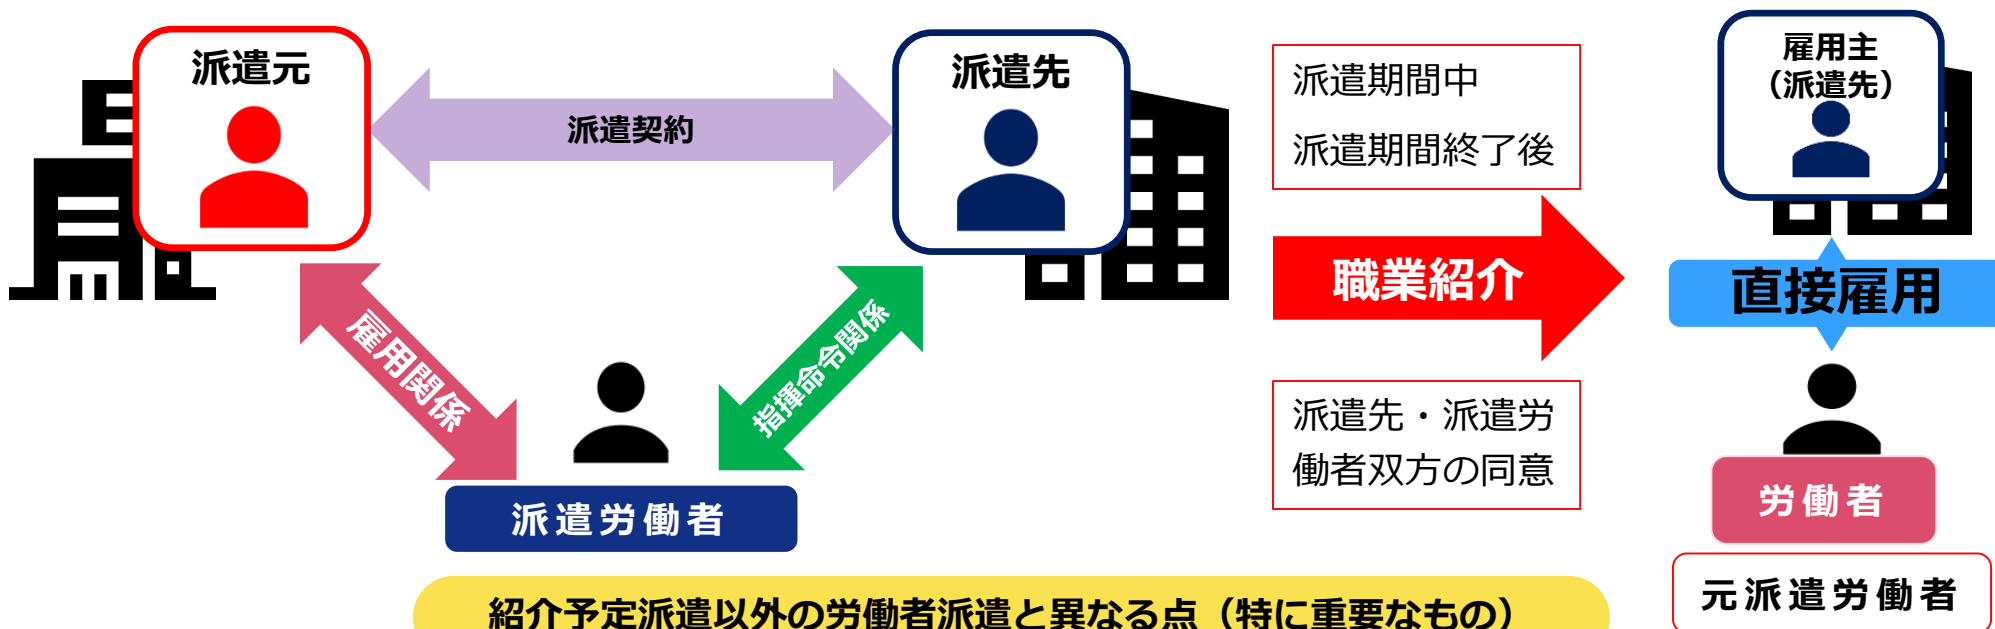 派遣元
派遣契約
派遣先
雇用関係
指揮命令関係
派遣労働者
派遣期間中
派遣期間終了後
職業紹介
派遣先・派遣労
働者双方の同意
雇用主
（派遣先）
直接雇用
労働者
元派遣労働者
紹介予定派遣以外の労働者派遣と異なる点（特に重要なもの）